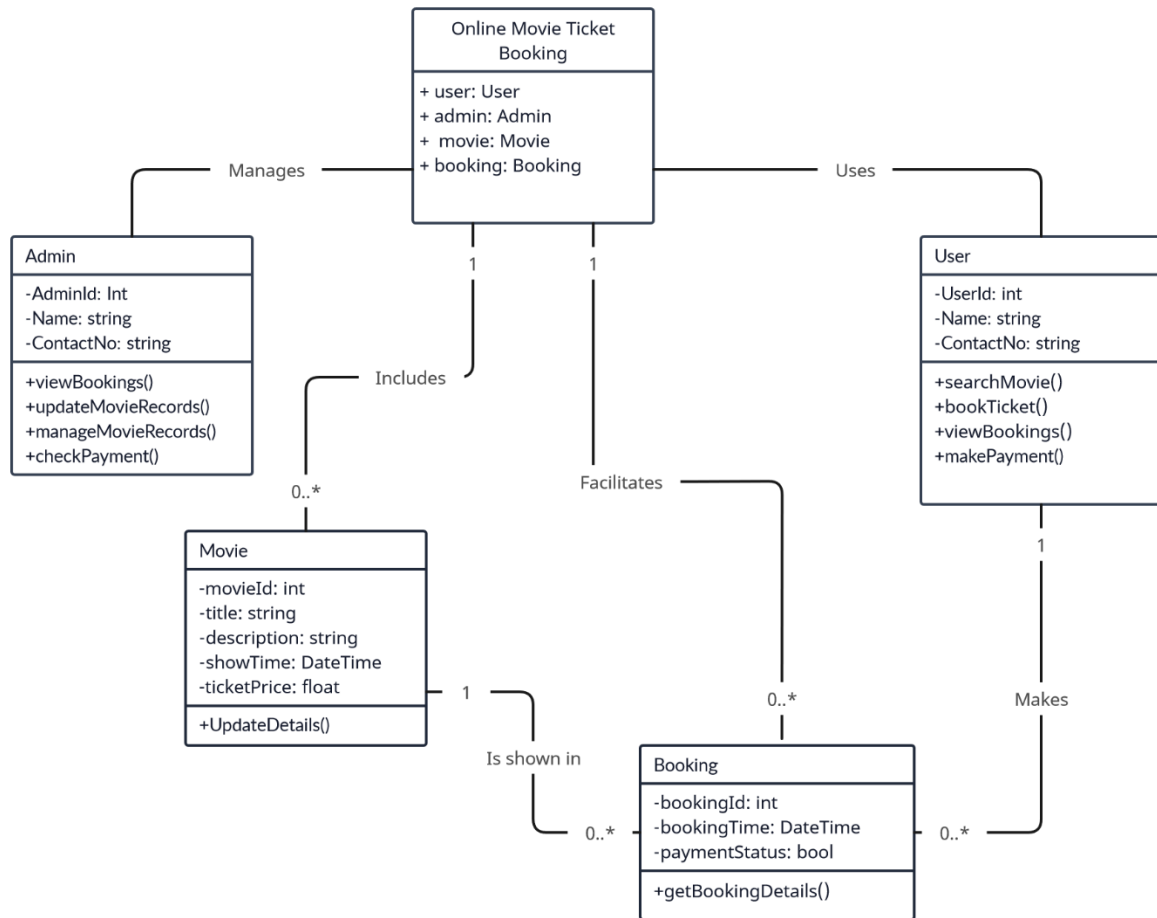 Online Movie Ticket
Booking
+ user: User
+ admin: Admin
+ movie: Movie
+ booking: Booking
Manages
Uses
Admin
-AdminId: Int
-Name: string
-ContactNo: string
+viewBookings()
+updateMovieRecords()
+manageMovieRecords()
+checkPayment()
1
1
User
-UserId: int
-Name: string
-ContactNo: string
+searchMovie()
+bookTicket()
+viewBookings()
+makePayment()
Includes
0..*
Facilitates
1
Movie
-movieId: int
-title: string
-description: string
-showTime: DateTime
-ticketPrice: float
+UpdateDetails()
1
Is shown in
0..*
0..*
Makes
Booking
-bookingId: int
-bookingTime: DateTime
-paymentStatus: bool
+getBookingDetails()
0..*